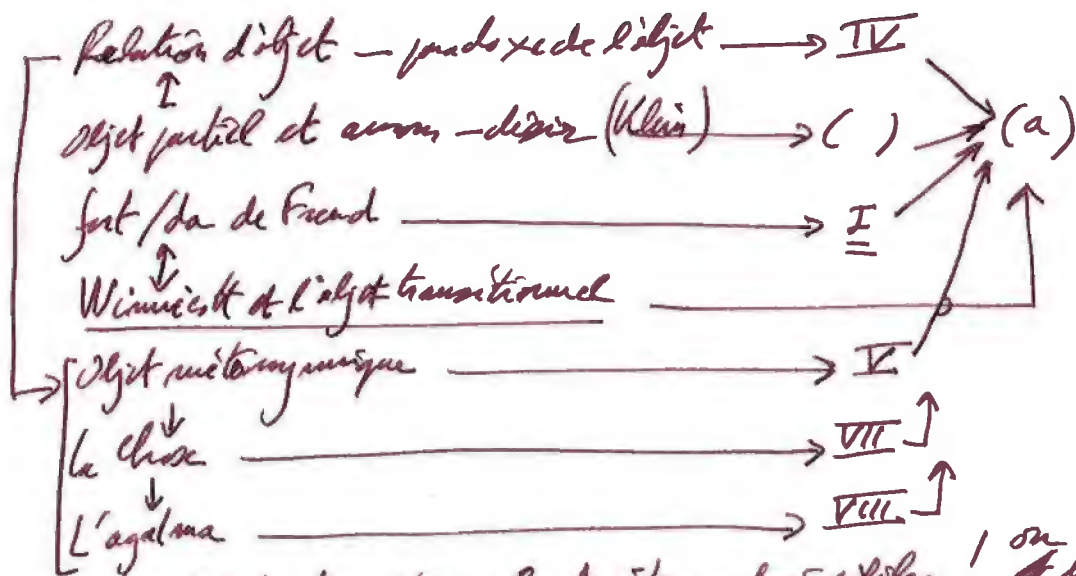 Relation d'objet — paradoxe de l'objet → IV
Objet partiel et amour-désir (Klein) → ( ) → (a)
fort/da de Freud → I
Winnicott et l'objet transitionnel
Objet métonymique → V
la Chose → VII
L'agalma → VIII
ou